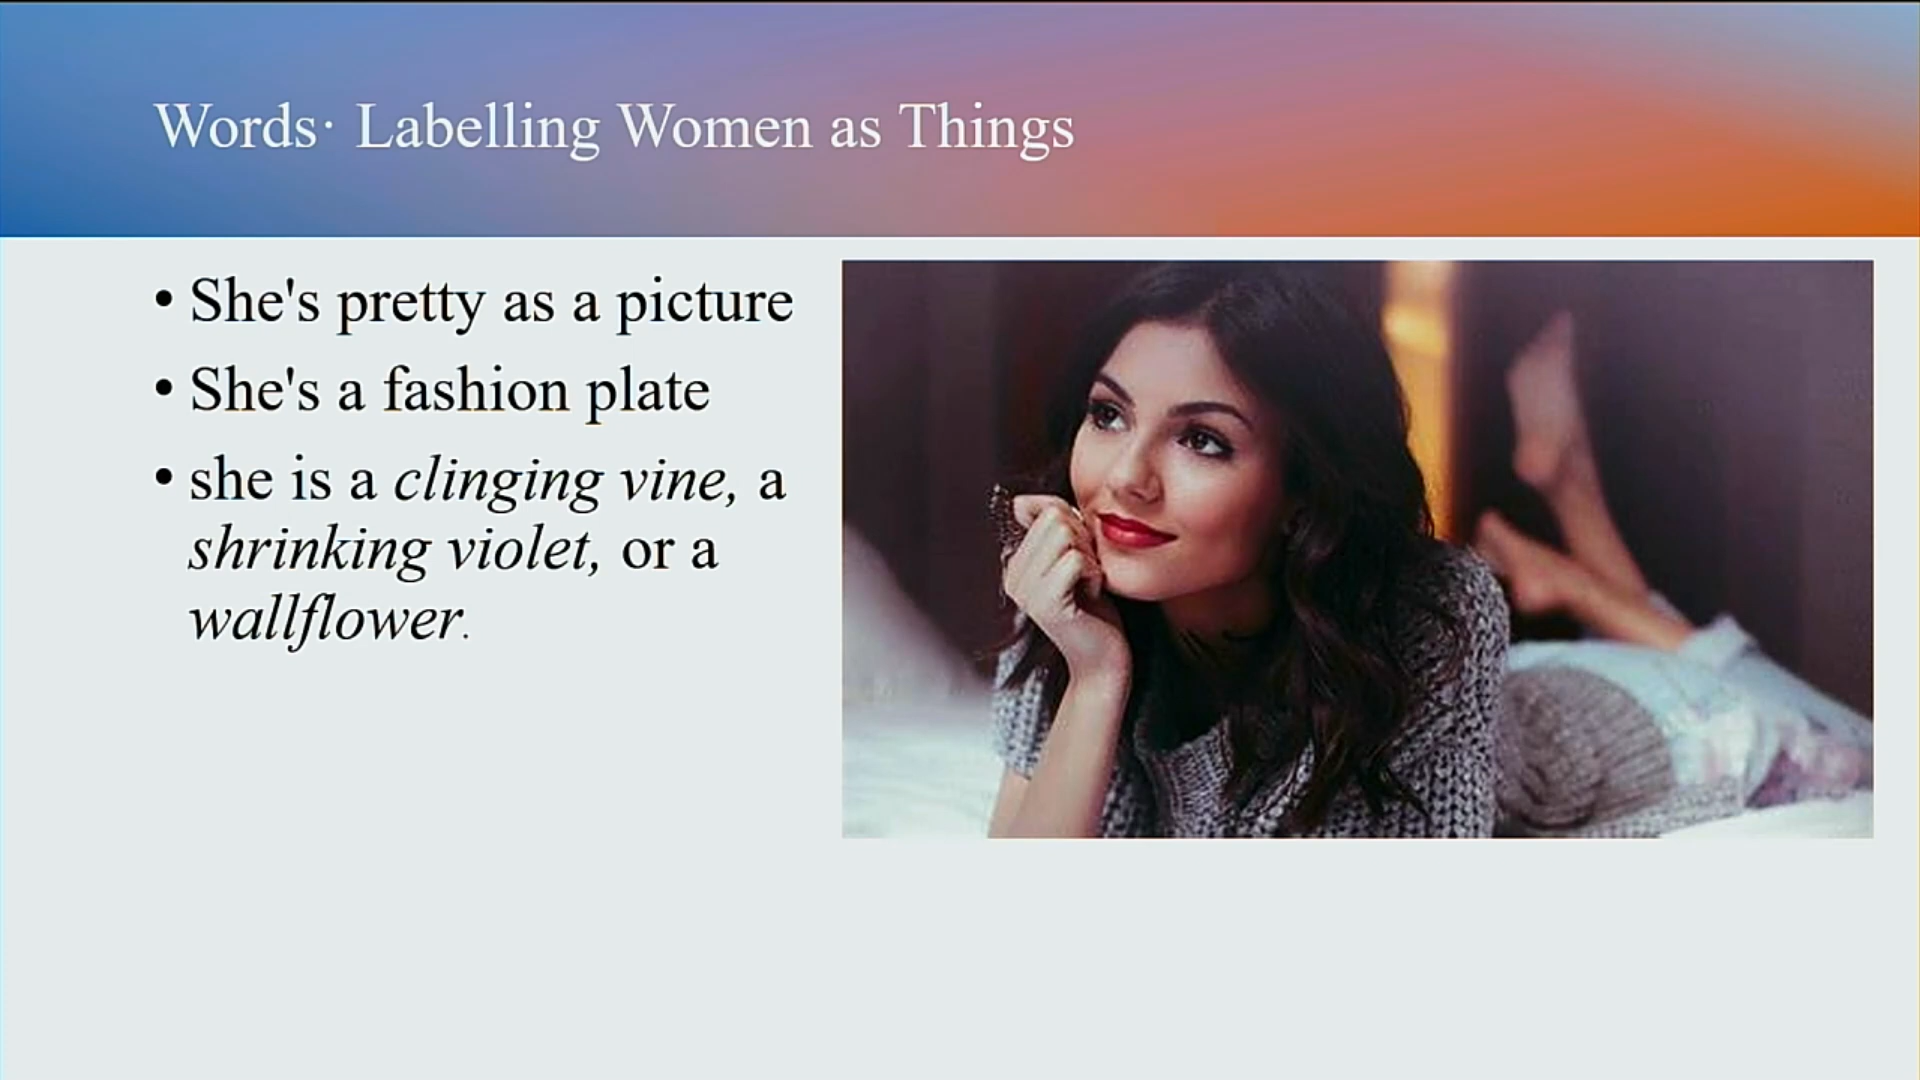 Words· Labelling Women as Things
• She's pretty as a picture
• She's a fashion plate
• she is a clinging vine, a
shrinking violet, or a
wallflower.